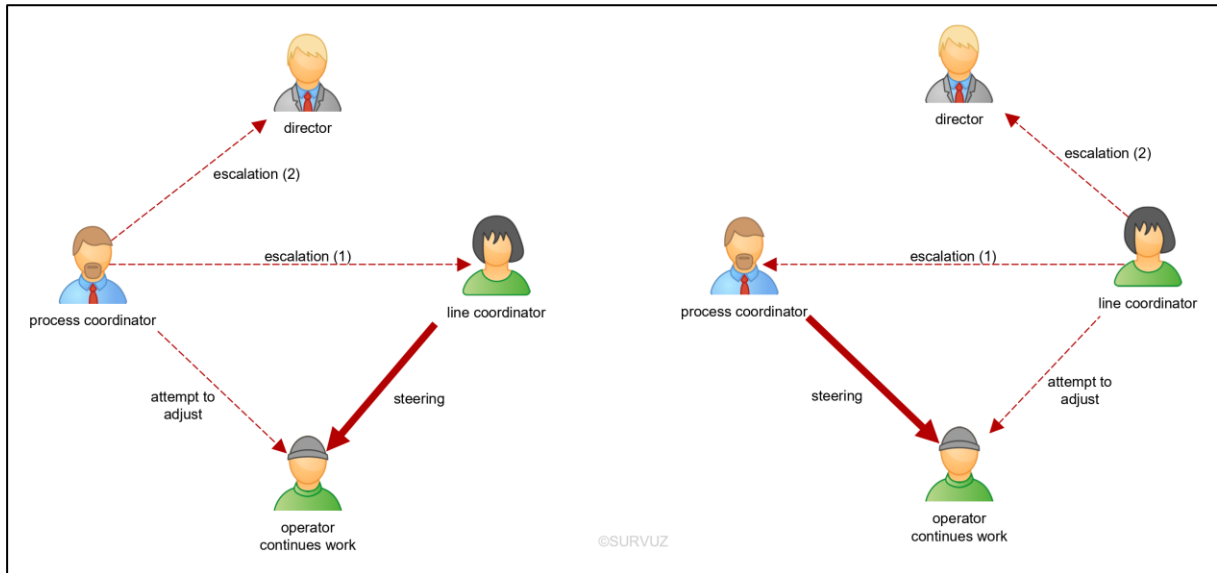 director
escalation (2)
escalation (1)
process coordinator
line coordinator
attempt to
adjust
steering
operator
continues work
director
escalation (2)
escalation (1)
process coordinator
line coordinator
steering
attempt to
adjust
operator
continues work
©SURVUZ